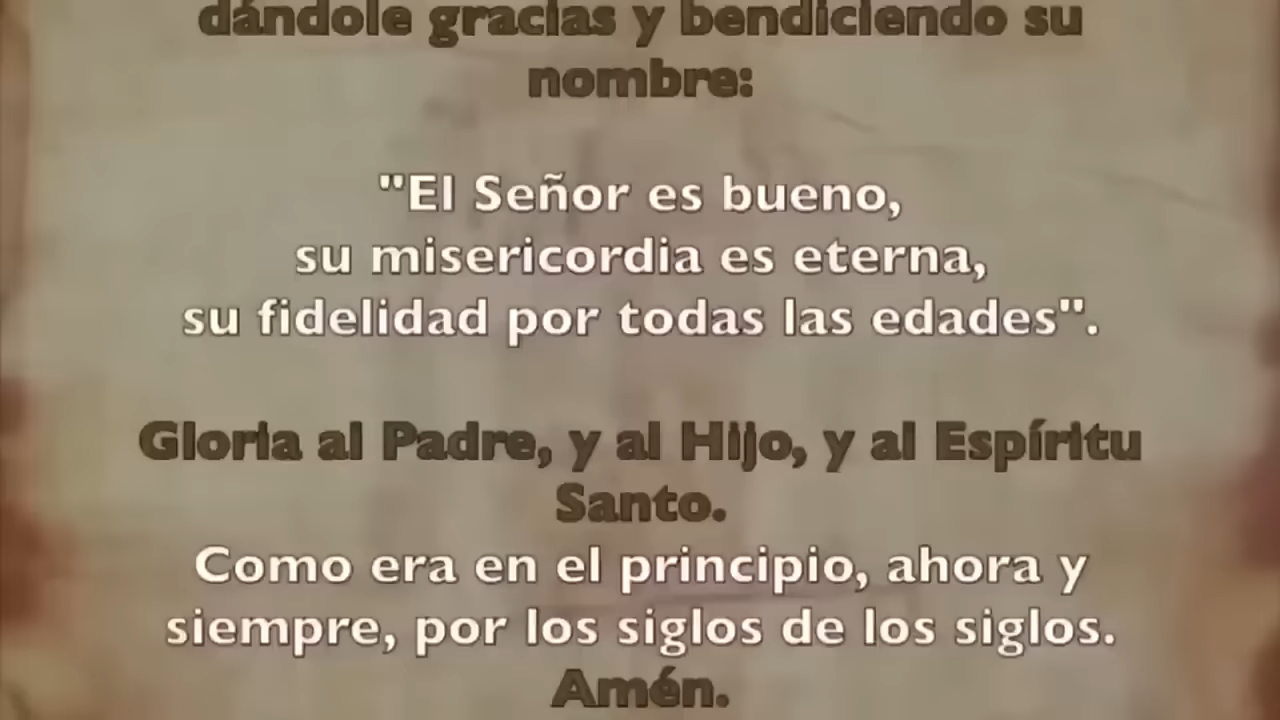 dándole gracias y bendiciendo su
nombre:
"El Señor es bueno,
su misericordia es eterna,
su fidelidad por todas las edades".
Gloria al Padre, y al Hijo, y al Espíritu
Santo.
Como era en el principio, ahora y
siempre, por los siglos de los siglos.
Amén.